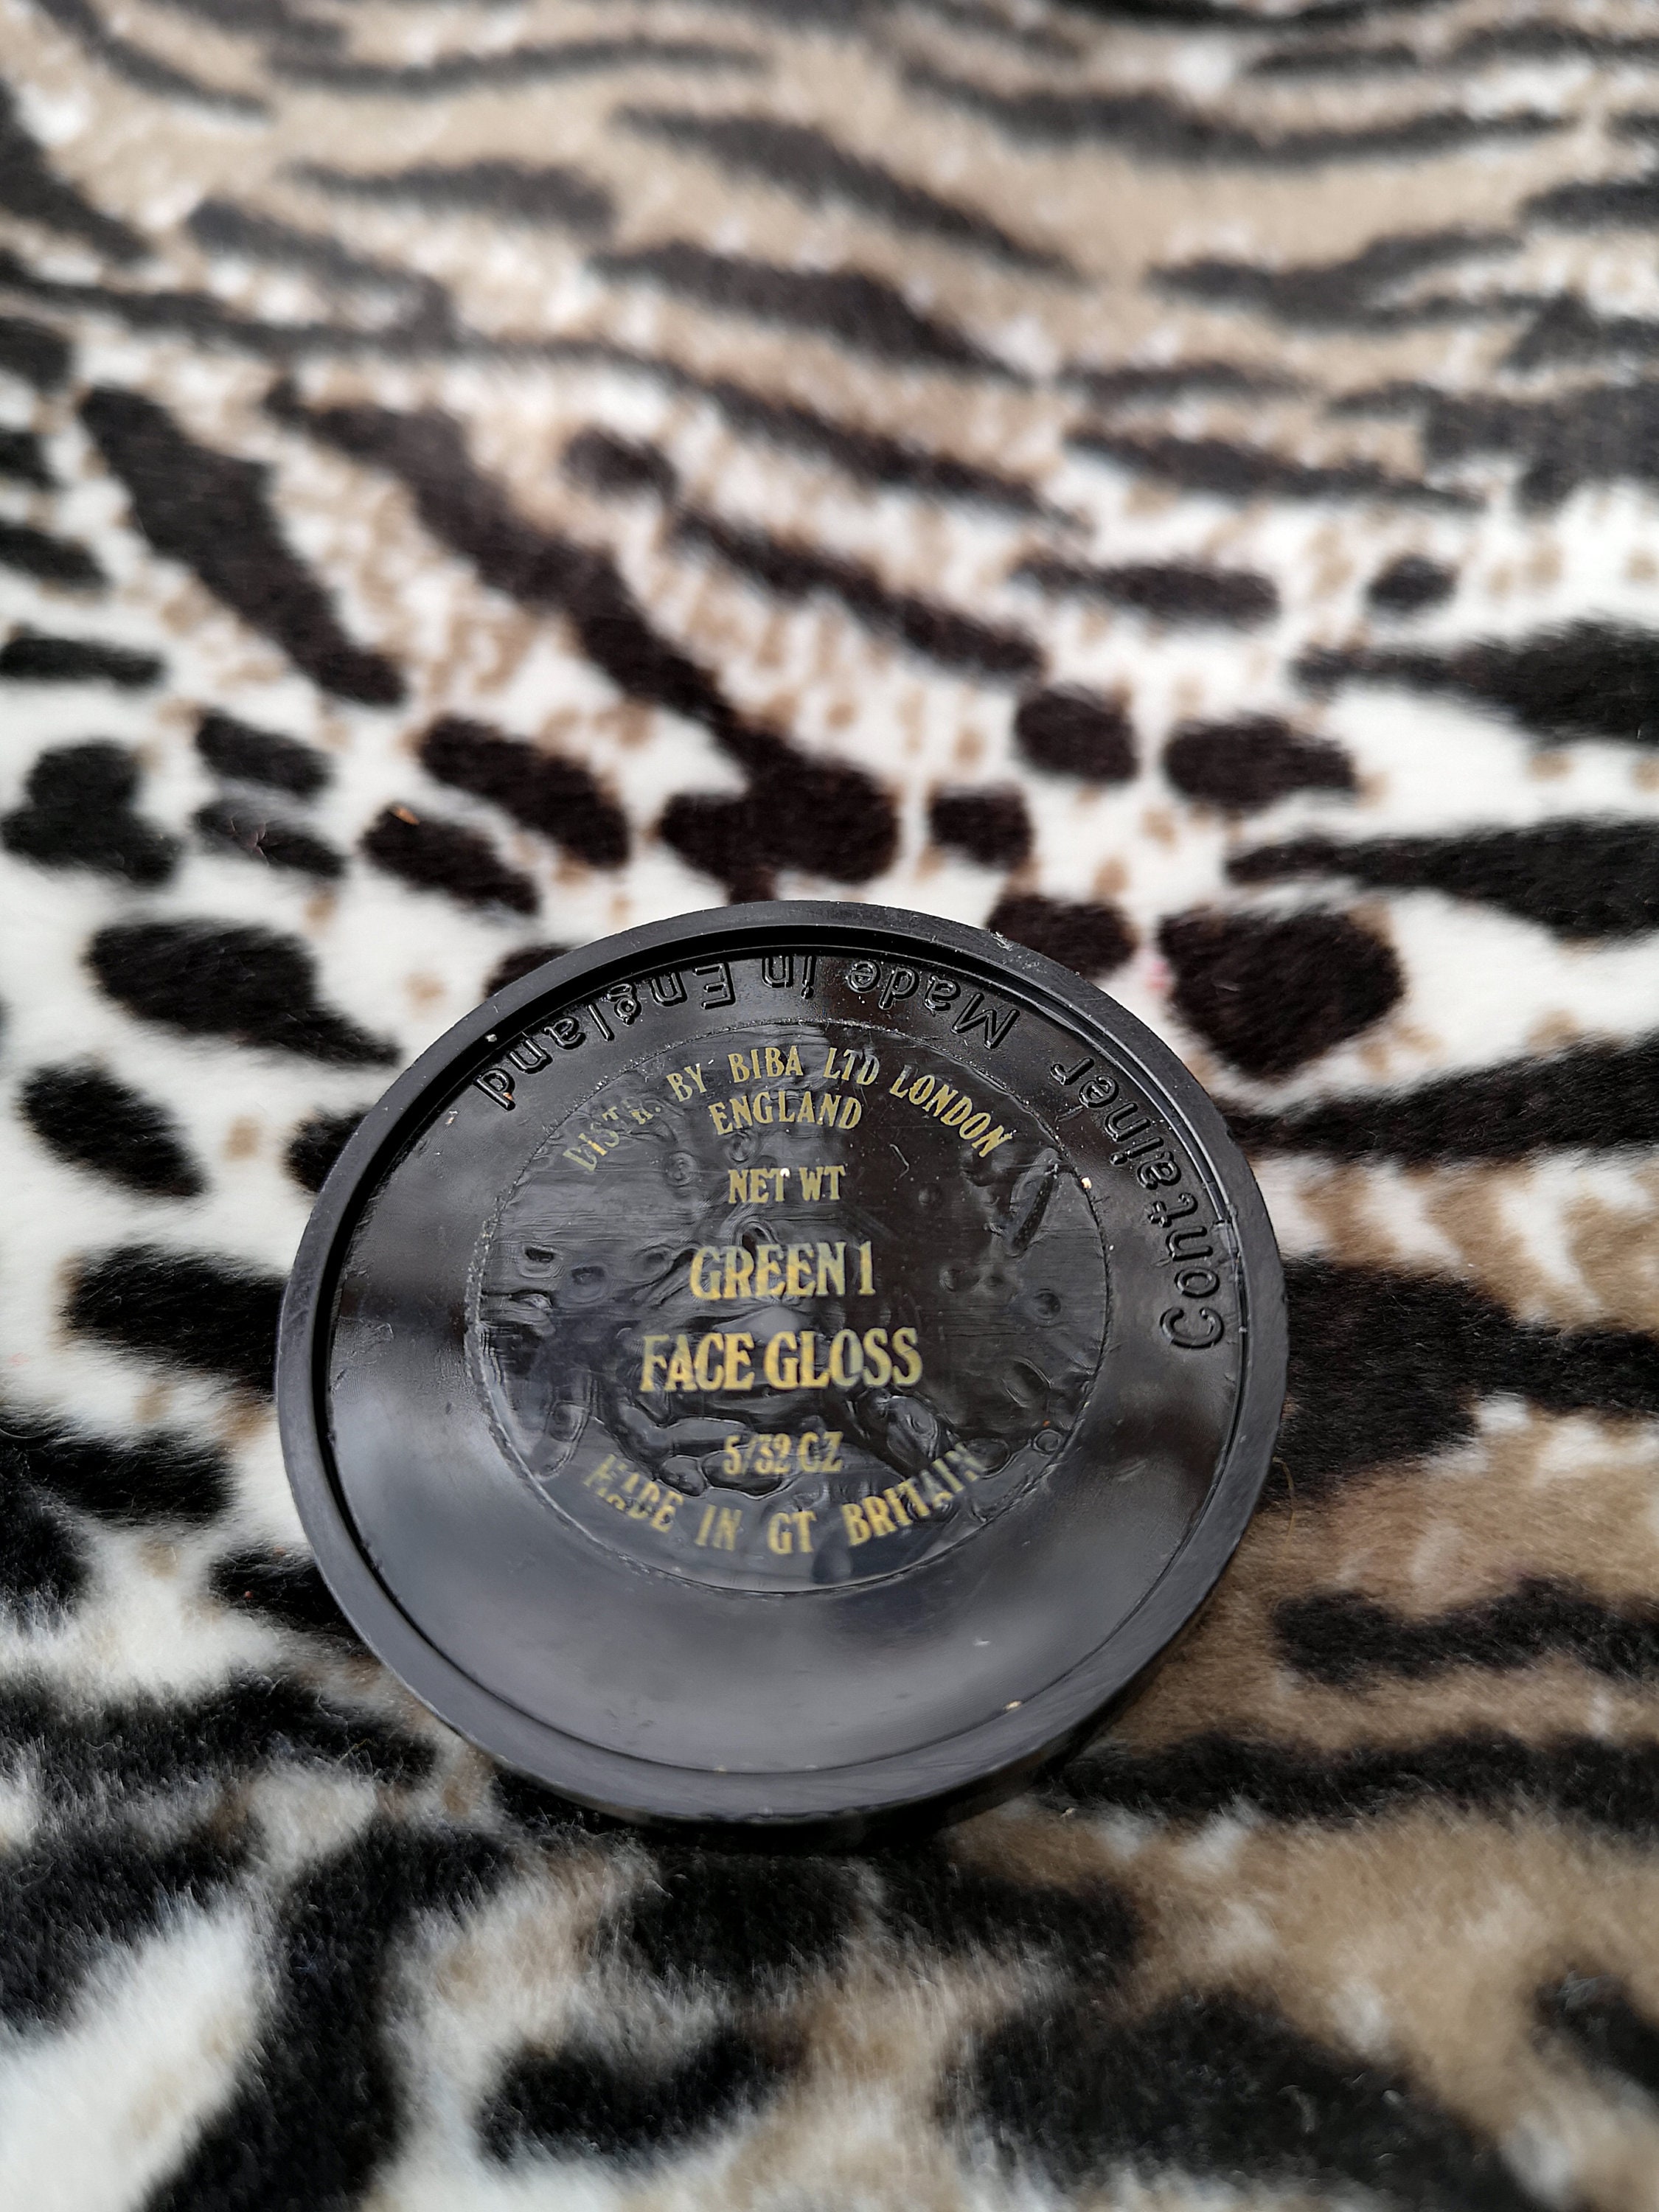 DISTR. BY BIBA LTD LONDON
ENGLAND
NET WT
GREEN 1
FACE GLOSS
5/32 OZ
MADE IN GT BRITAIN
Container Made in England